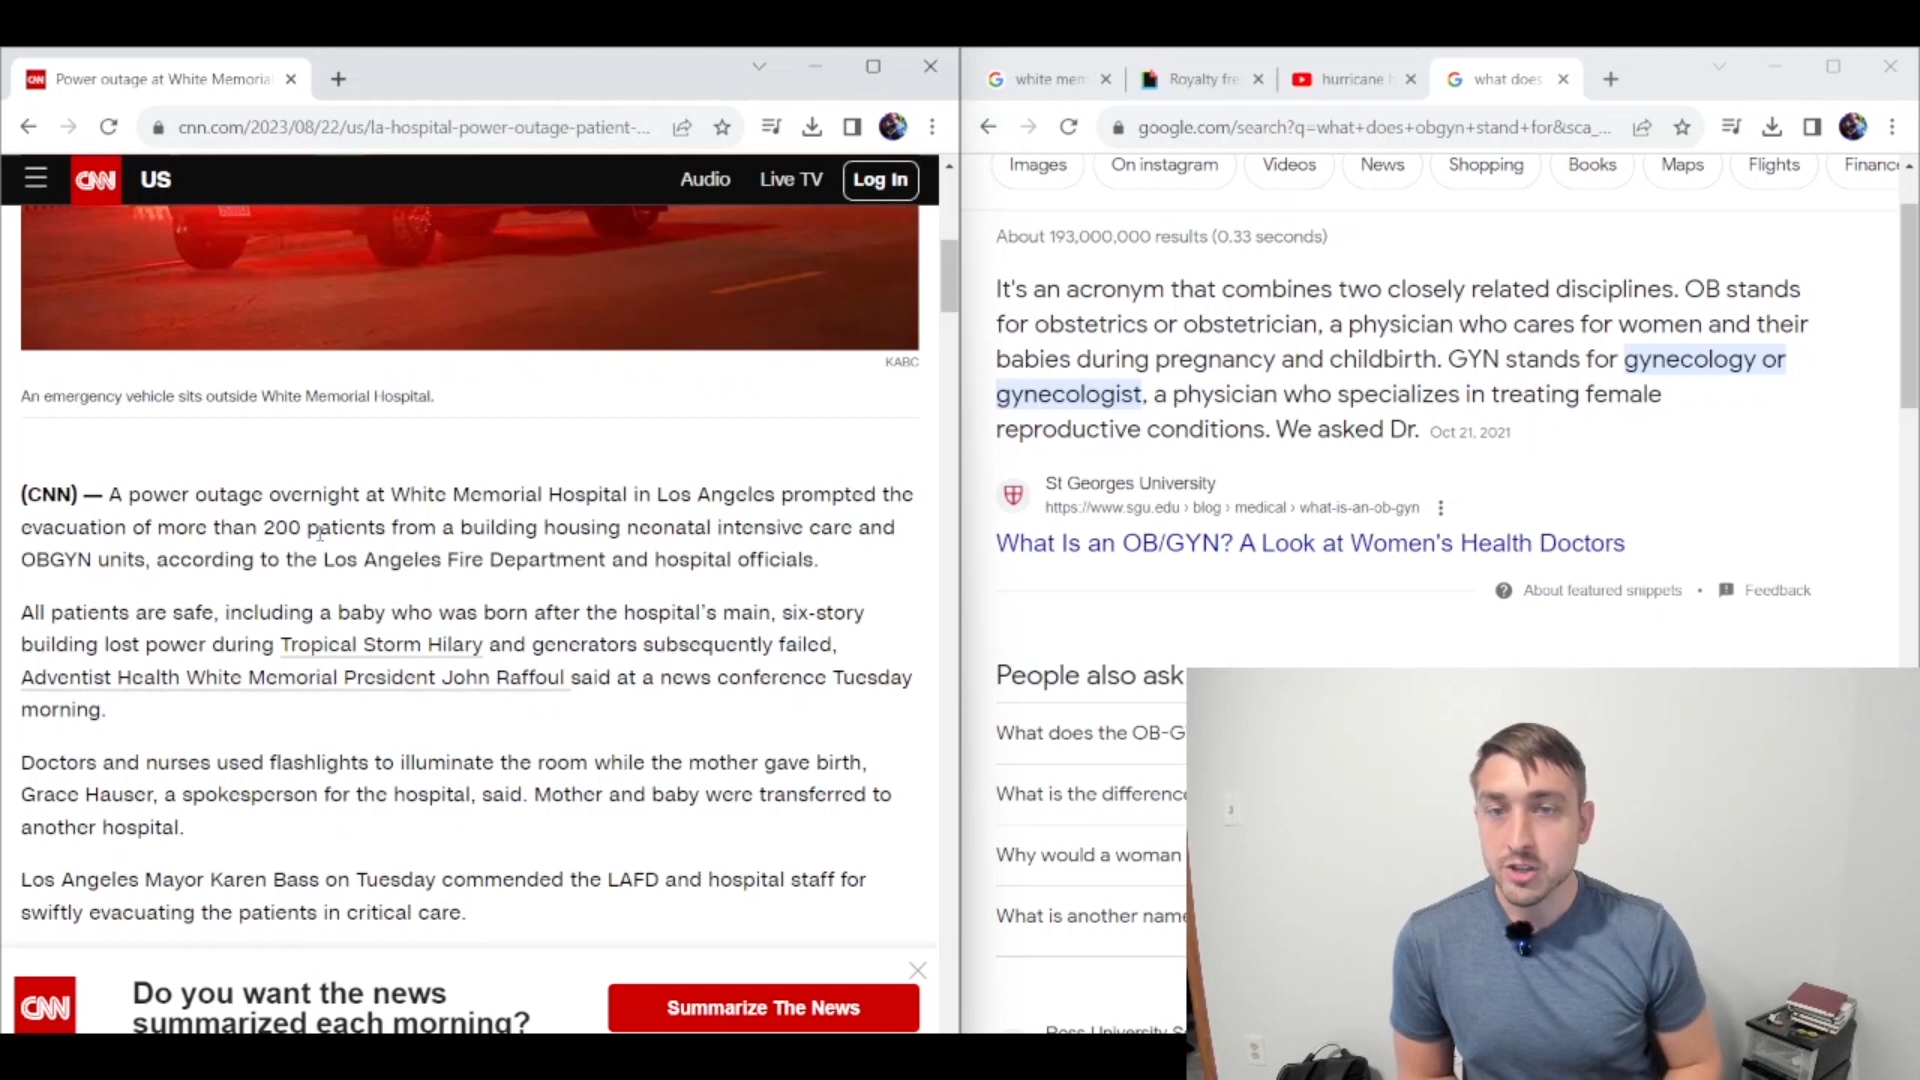 Power outage at White Memoria
cnn.com/2023/08/22/us/la-hospital-power-outage-patient-...
CNN US
Audio Live TV Log In
KABC
An emergency vehicle sits outside White Memorial Hospital.
(CNN) — A power outage overnight at White Memorial Hospital in Los Angeles prompted the
evacuation of more than 200 patients from a building housing neonatal intensive care and
OBGYN units, according to the Los Angeles Fire Department and hospital officials.
All patients are safe, including a baby who was born after the hospital's main, six-story
building lost power during Tropical Storm Hilary and generators subsequently failed,
Adventist Health White Memorial President John Raffoul said at a news conference Tuesday
morning.
Doctors and nurses used flashlights to illuminate the room while the mother gave birth,
Grace Hauser, a spokesperson for the hospital, said. Mother and baby were transferred to
another hospital.
Los Angeles Mayor Karen Bass on Tuesday commended the LAFD and hospital staff for
swiftly evacuating the patients in critical care.
CNN
Do you want the news
summarized each morning?
Summarize The News
white mem
Royalty fre
hurricane h
what does
google.com/search?q=what+does+obgyn+stand+for&sca_...
Images On instagram Videos News Shopping Books Maps Flights Finance
About 193,000,000 results (0.33 seconds)
It's an acronym that combines two closely related disciplines. OB stands
for obstetrics or obstetrician, a physician who cares for women and their
babies during pregnancy and childbirth. GYN stands for gynecology or
gynecologist, a physician who specializes in treating female
reproductive conditions. We asked Dr. Oct 21, 2021
St Georges University
https://www.sgu.edu › blog › medical › what-is-an-ob-gyn
What Is an OB/GYN? A Look at Women's Health Doctors
About featured snippets • Feedback
People also ask
What does the OB-G
What is the difference
Why would a woman
What is another name